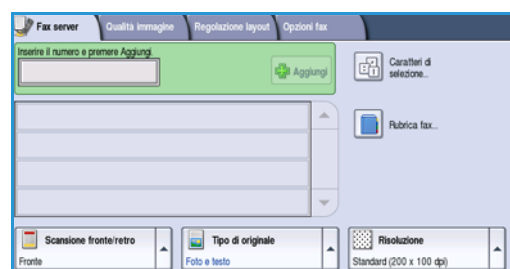 Fax server Qualità immagine Regolazione layout Opzioni fax
Inserire il numero e premere Aggiungi.
Aggiungi
Caratteri di
selezione...
Rubrica fax...
Scansione fronte/retro Tipo di originale Risoluzione
Fronte Foto e testo Standard (200 x 100 dpi)